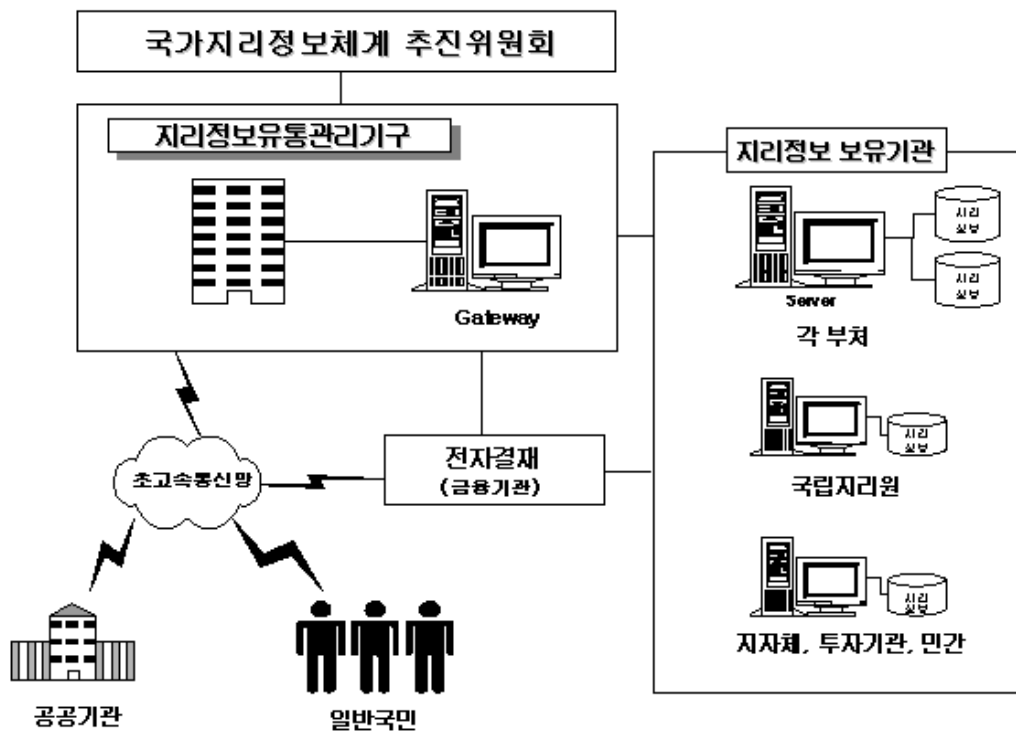 국가지리정보체계 추진위원회
지리정보유통관리기구
Gateway
지리정보 보유기관
Server
각 부처
국립지리원
지자체, 투자기관, 민간
전자결재
(금융기관)
초고속통신망
공공기관
일반국민